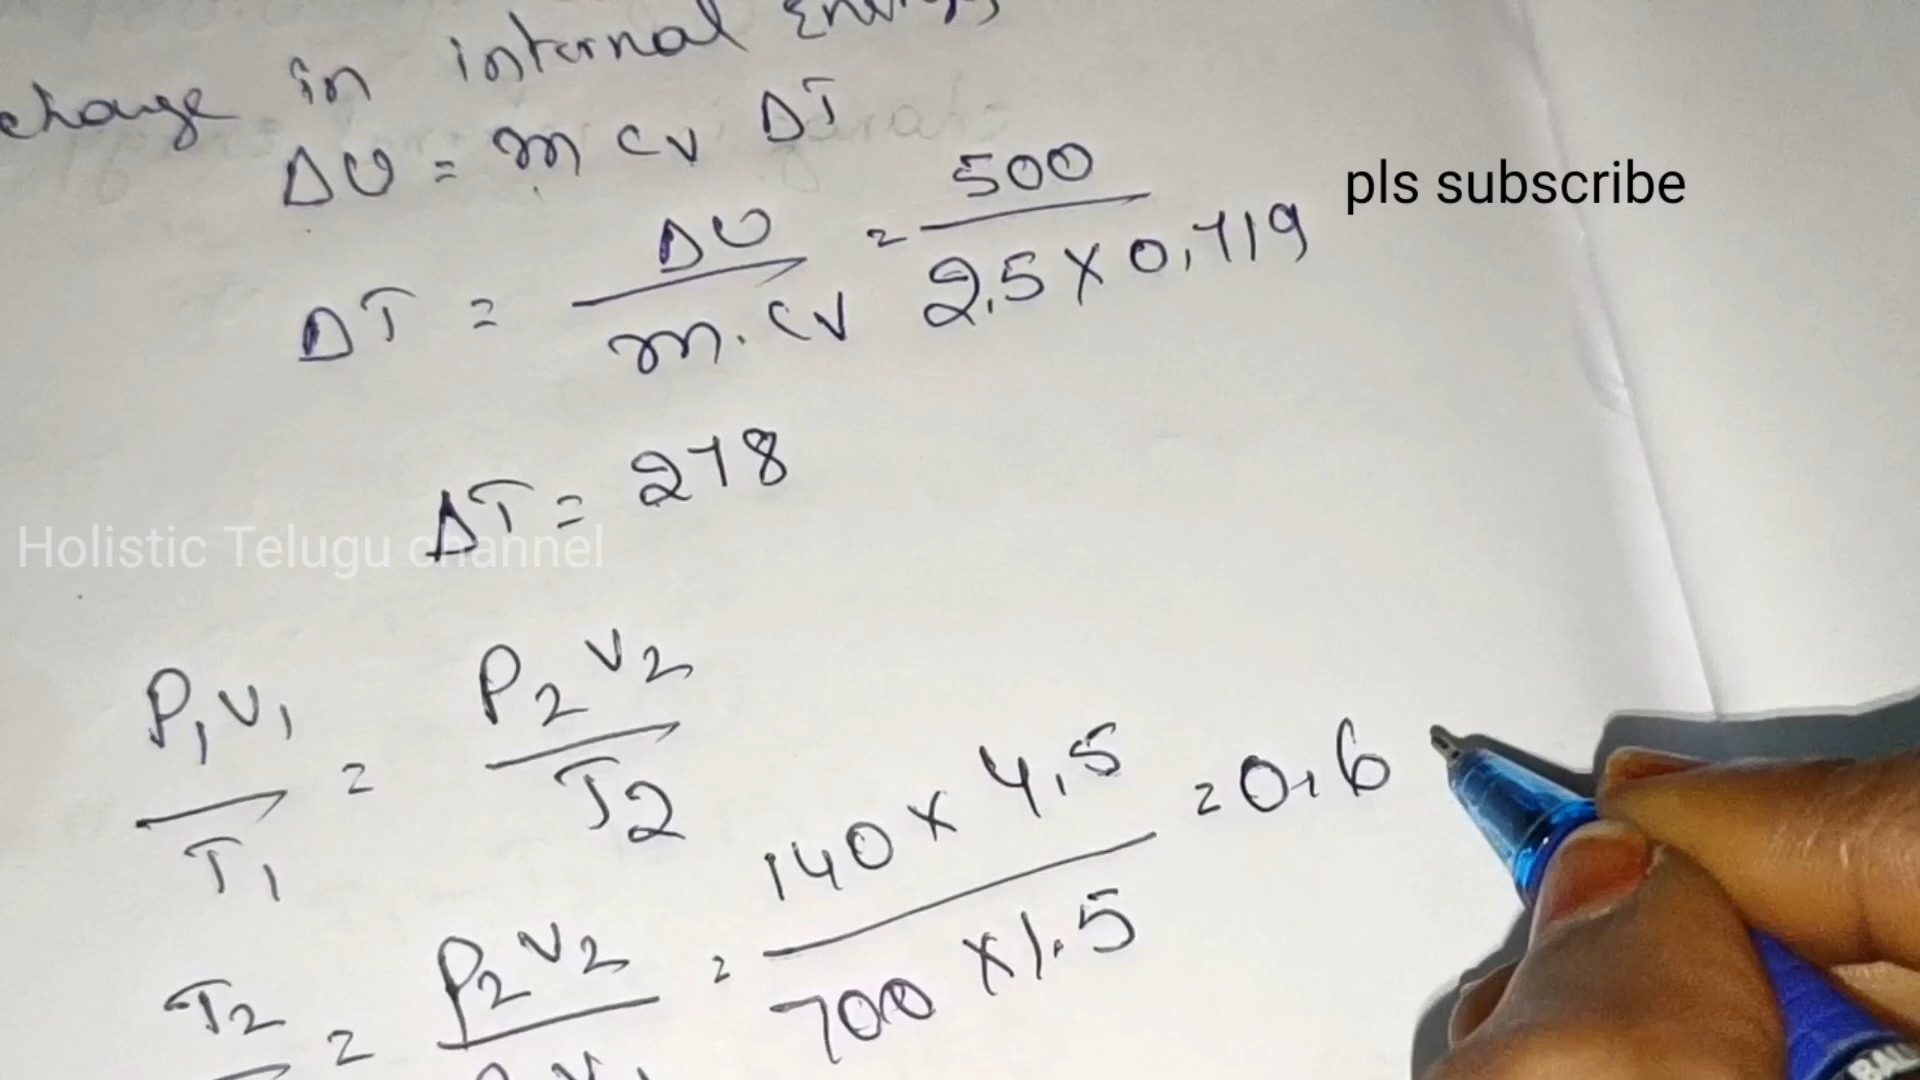 change in internal Energy
ΔU = m cv ΔT
ΔT = ΔU / m.cv = 500 / 2.5 × 0.719
pls subscribe
ΔT = 278
Holistic Telugu channel
P₁V₁ / T₁ = P₂V₂ / T₂
T₂ = P₂V₂ = 140 × 4.5 / 700 × 1.5 = 0.6